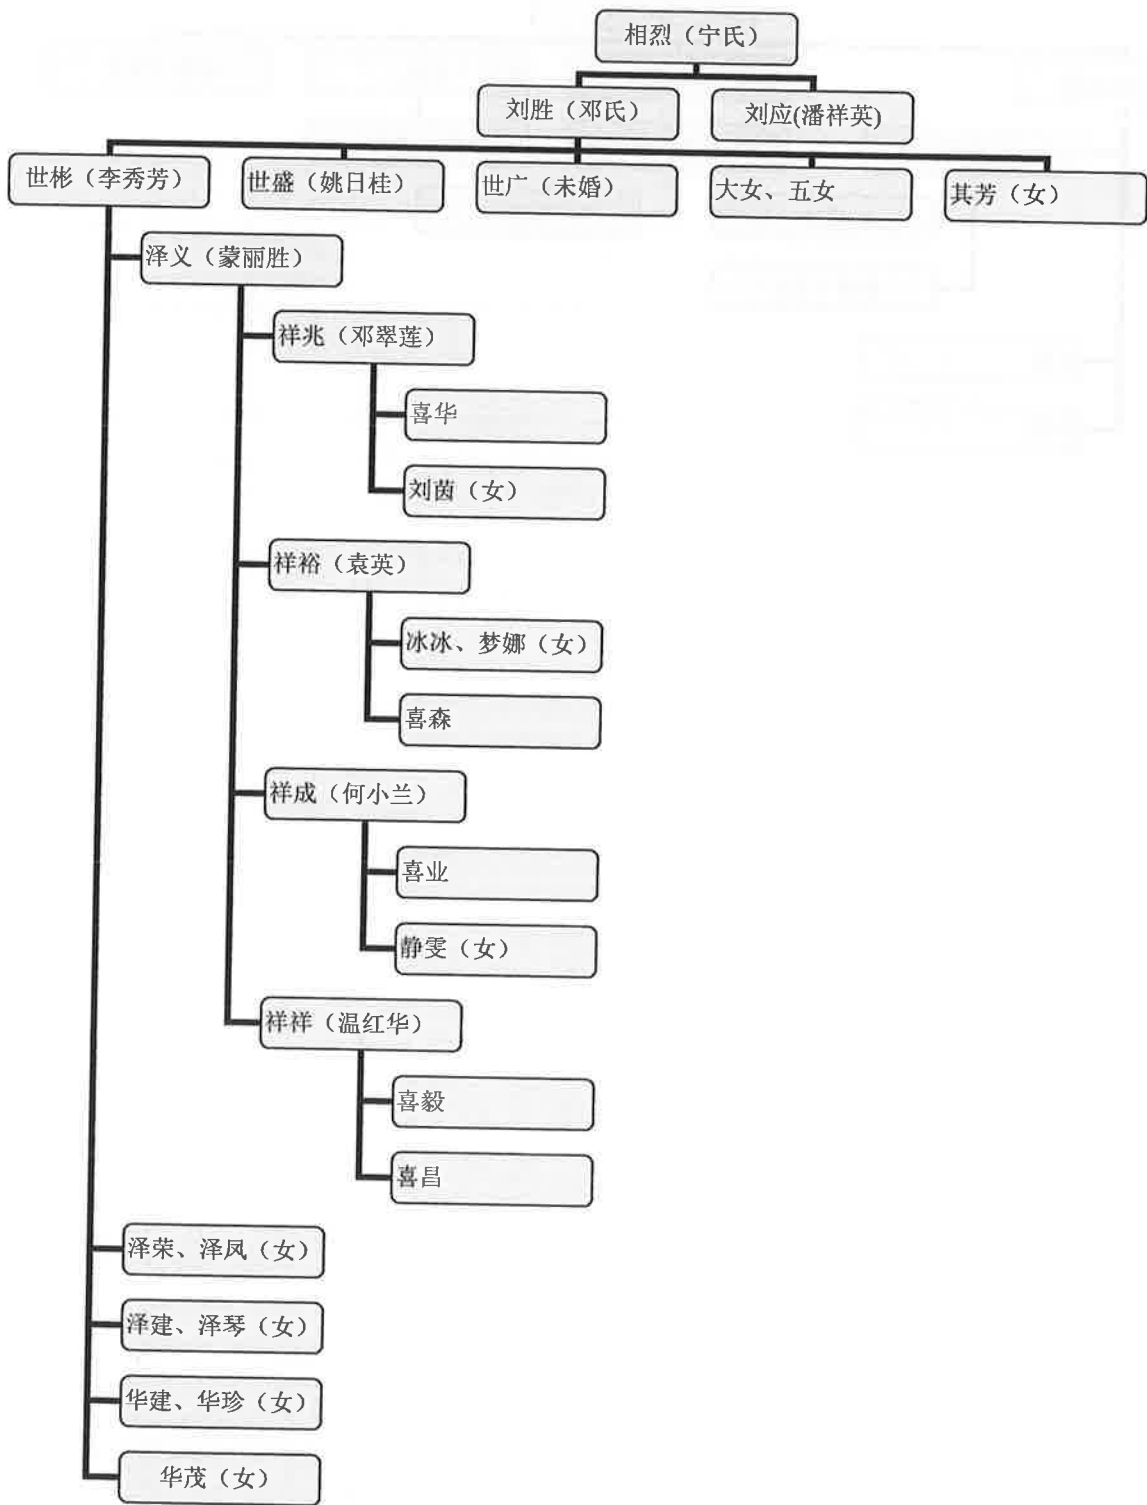 相烈（宁氏）
刘胜（邓氏）
刘应(潘祥英)
世彬（李秀芳）
世盛（姚日桂）
世广（未婚）
大女、五女
其芳（女）
泽义（蒙丽胜）
祥兆（邓翠莲）
喜华
刘茵（女）
祥裕（袁英）
冰冰、梦娜（女）
喜森
祥成（何小兰）
喜业
静雯（女）
祥祥（温红华）
喜毅
喜昌
泽荣、泽凤（女）
泽建、泽琴（女）
华建、华珍（女）
华茂（女）